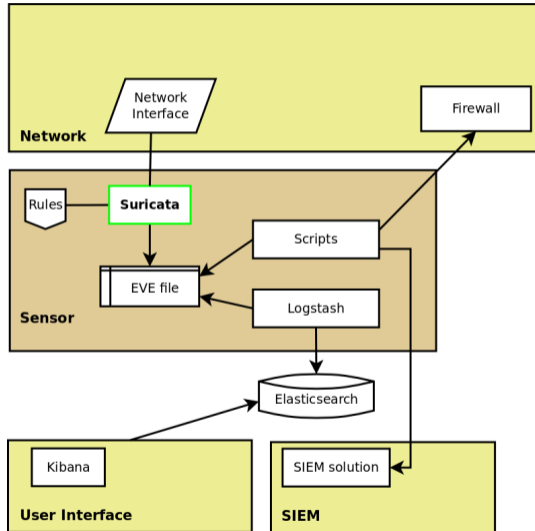 Network
Interface
Firewall
Network
Rules
Suricata
Scripts
EVE file
Logstash
Sensor
Elasticsearch
Kibana
SIEM solution
User Interface
SIEM